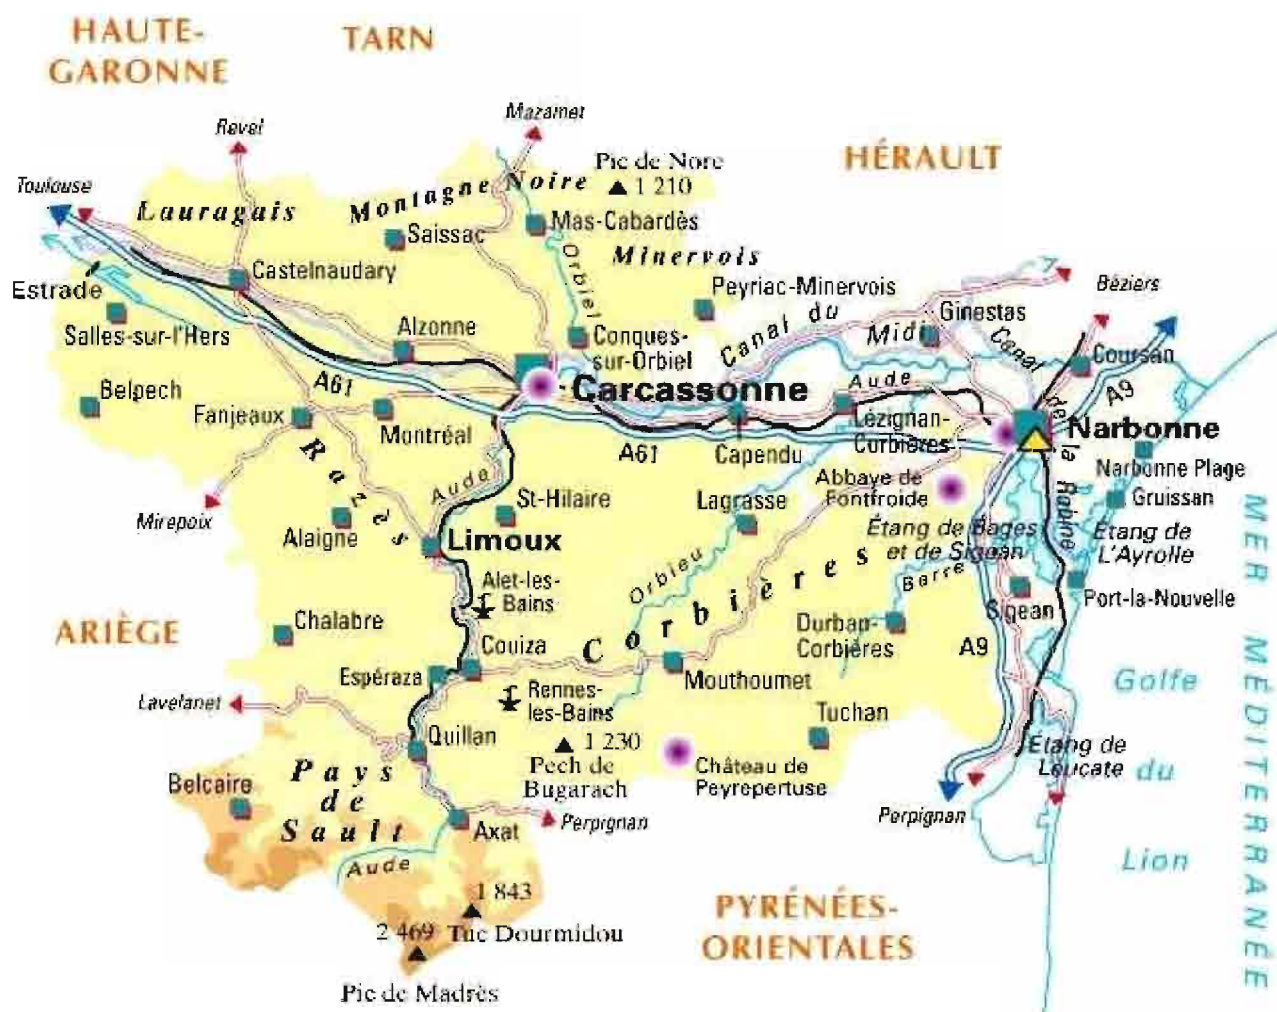 HAUTE-
GARONNE
TARN
Mazamet
Revel
HÉRAULT
Pic de Nore
1 210
Toulouse
Lauragais
Montagne Noire
Mas-Cabardès
Saissac
Orbiel
Minervois
Castelnaudary
Estrade
Peyriac-Minervois
Béziers
Salles-sur-l'Hers
Alzonne
Conques-
sur-Orbiel
Canal du
Midi
Ginestas
Canal
de la
Robine
Coursan
A61
Belpech
Carcassonne
Aude
A9
Fanjeaux
Montréal
Lézignan-
Corbières
Narbonne
A61
Capendu
Narbonne Plage
Razès
Aude
Abbaye de
Fontfroide
Gruissan
Mirepoix
St-Hilaire
Lagrasse
Alaigne
Limoux
Étang de Bages
et de Sigean
Étang de
L'Ayrolle
Orbieu
Berre
Alet-les-
Bains
Corbières
Sigean
Port-la-Nouvelle
ARIÈGE
Chalabre
Couiza
Durban-
Corbières
A9
Espéraza
Mouthoumet
Golfe
du
Lion
MER MÉDITERRANÉE
Lavelanet
Rennes-
les-Bains
Tuchan
Quillan
1 230
Pech de
Bugarach
Étang de
Leucate
Belcaire
Pays
de
Sault
Château de
Peyrepertuse
Axat
Perpignan
Perpignan
Aude
1 843
Tuc Dourmidou
2 469
Pic de Madrès
PYRÉNÉES-
ORIENTALES